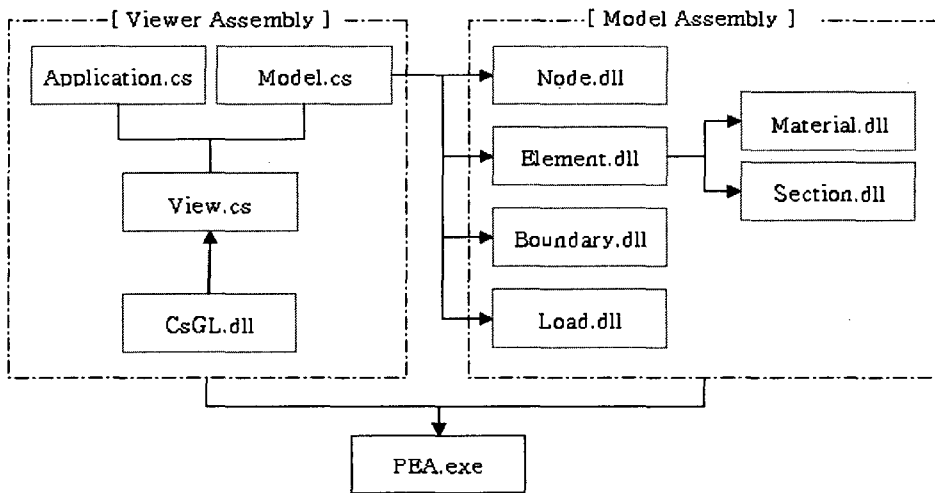 [ Viewer Assembly ]
[ Model Assembly ]
Application.cs
Model.cs
Node.dll
Material.dll
Element.dll
Section.dll
View.cs
Boundary.dll
CsGL.dll
Load.dll
PEA.exe